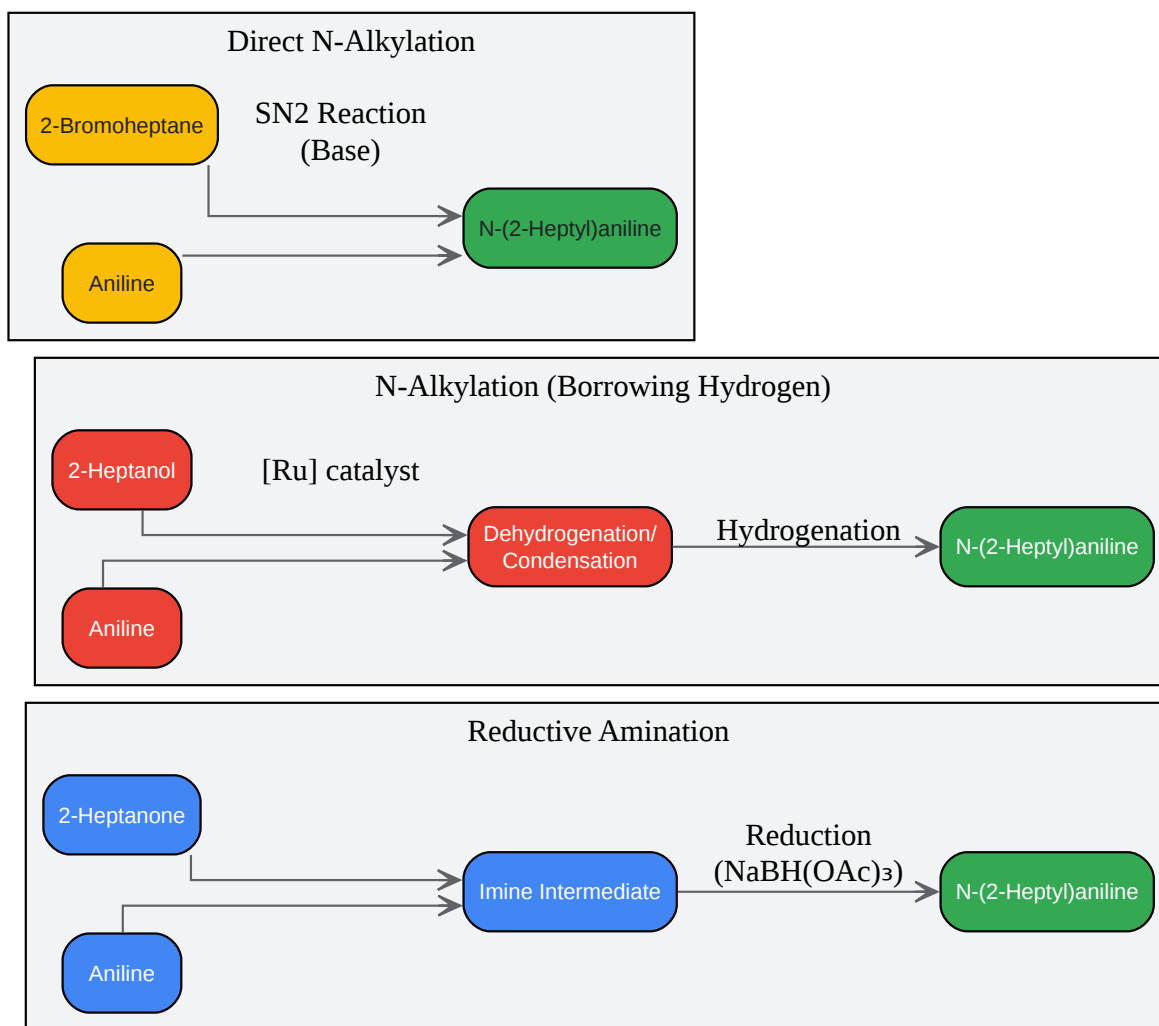 Direct N-Alkylation
2-Bromoheptane
SN2 Reaction
(Base)
N-(2-Heptyl)aniline
Aniline
N-Alkylation (Borrowing Hydrogen)
2-Heptanol
[Ru] catalyst
Dehydrogenation/
Condensation
Hydrogenation
N-(2-Heptyl)aniline
Aniline
Reductive Amination
2-Heptanone
Imine Intermediate
Reduction
(NaBH(OAc)₃)
N-(2-Heptyl)aniline
Aniline